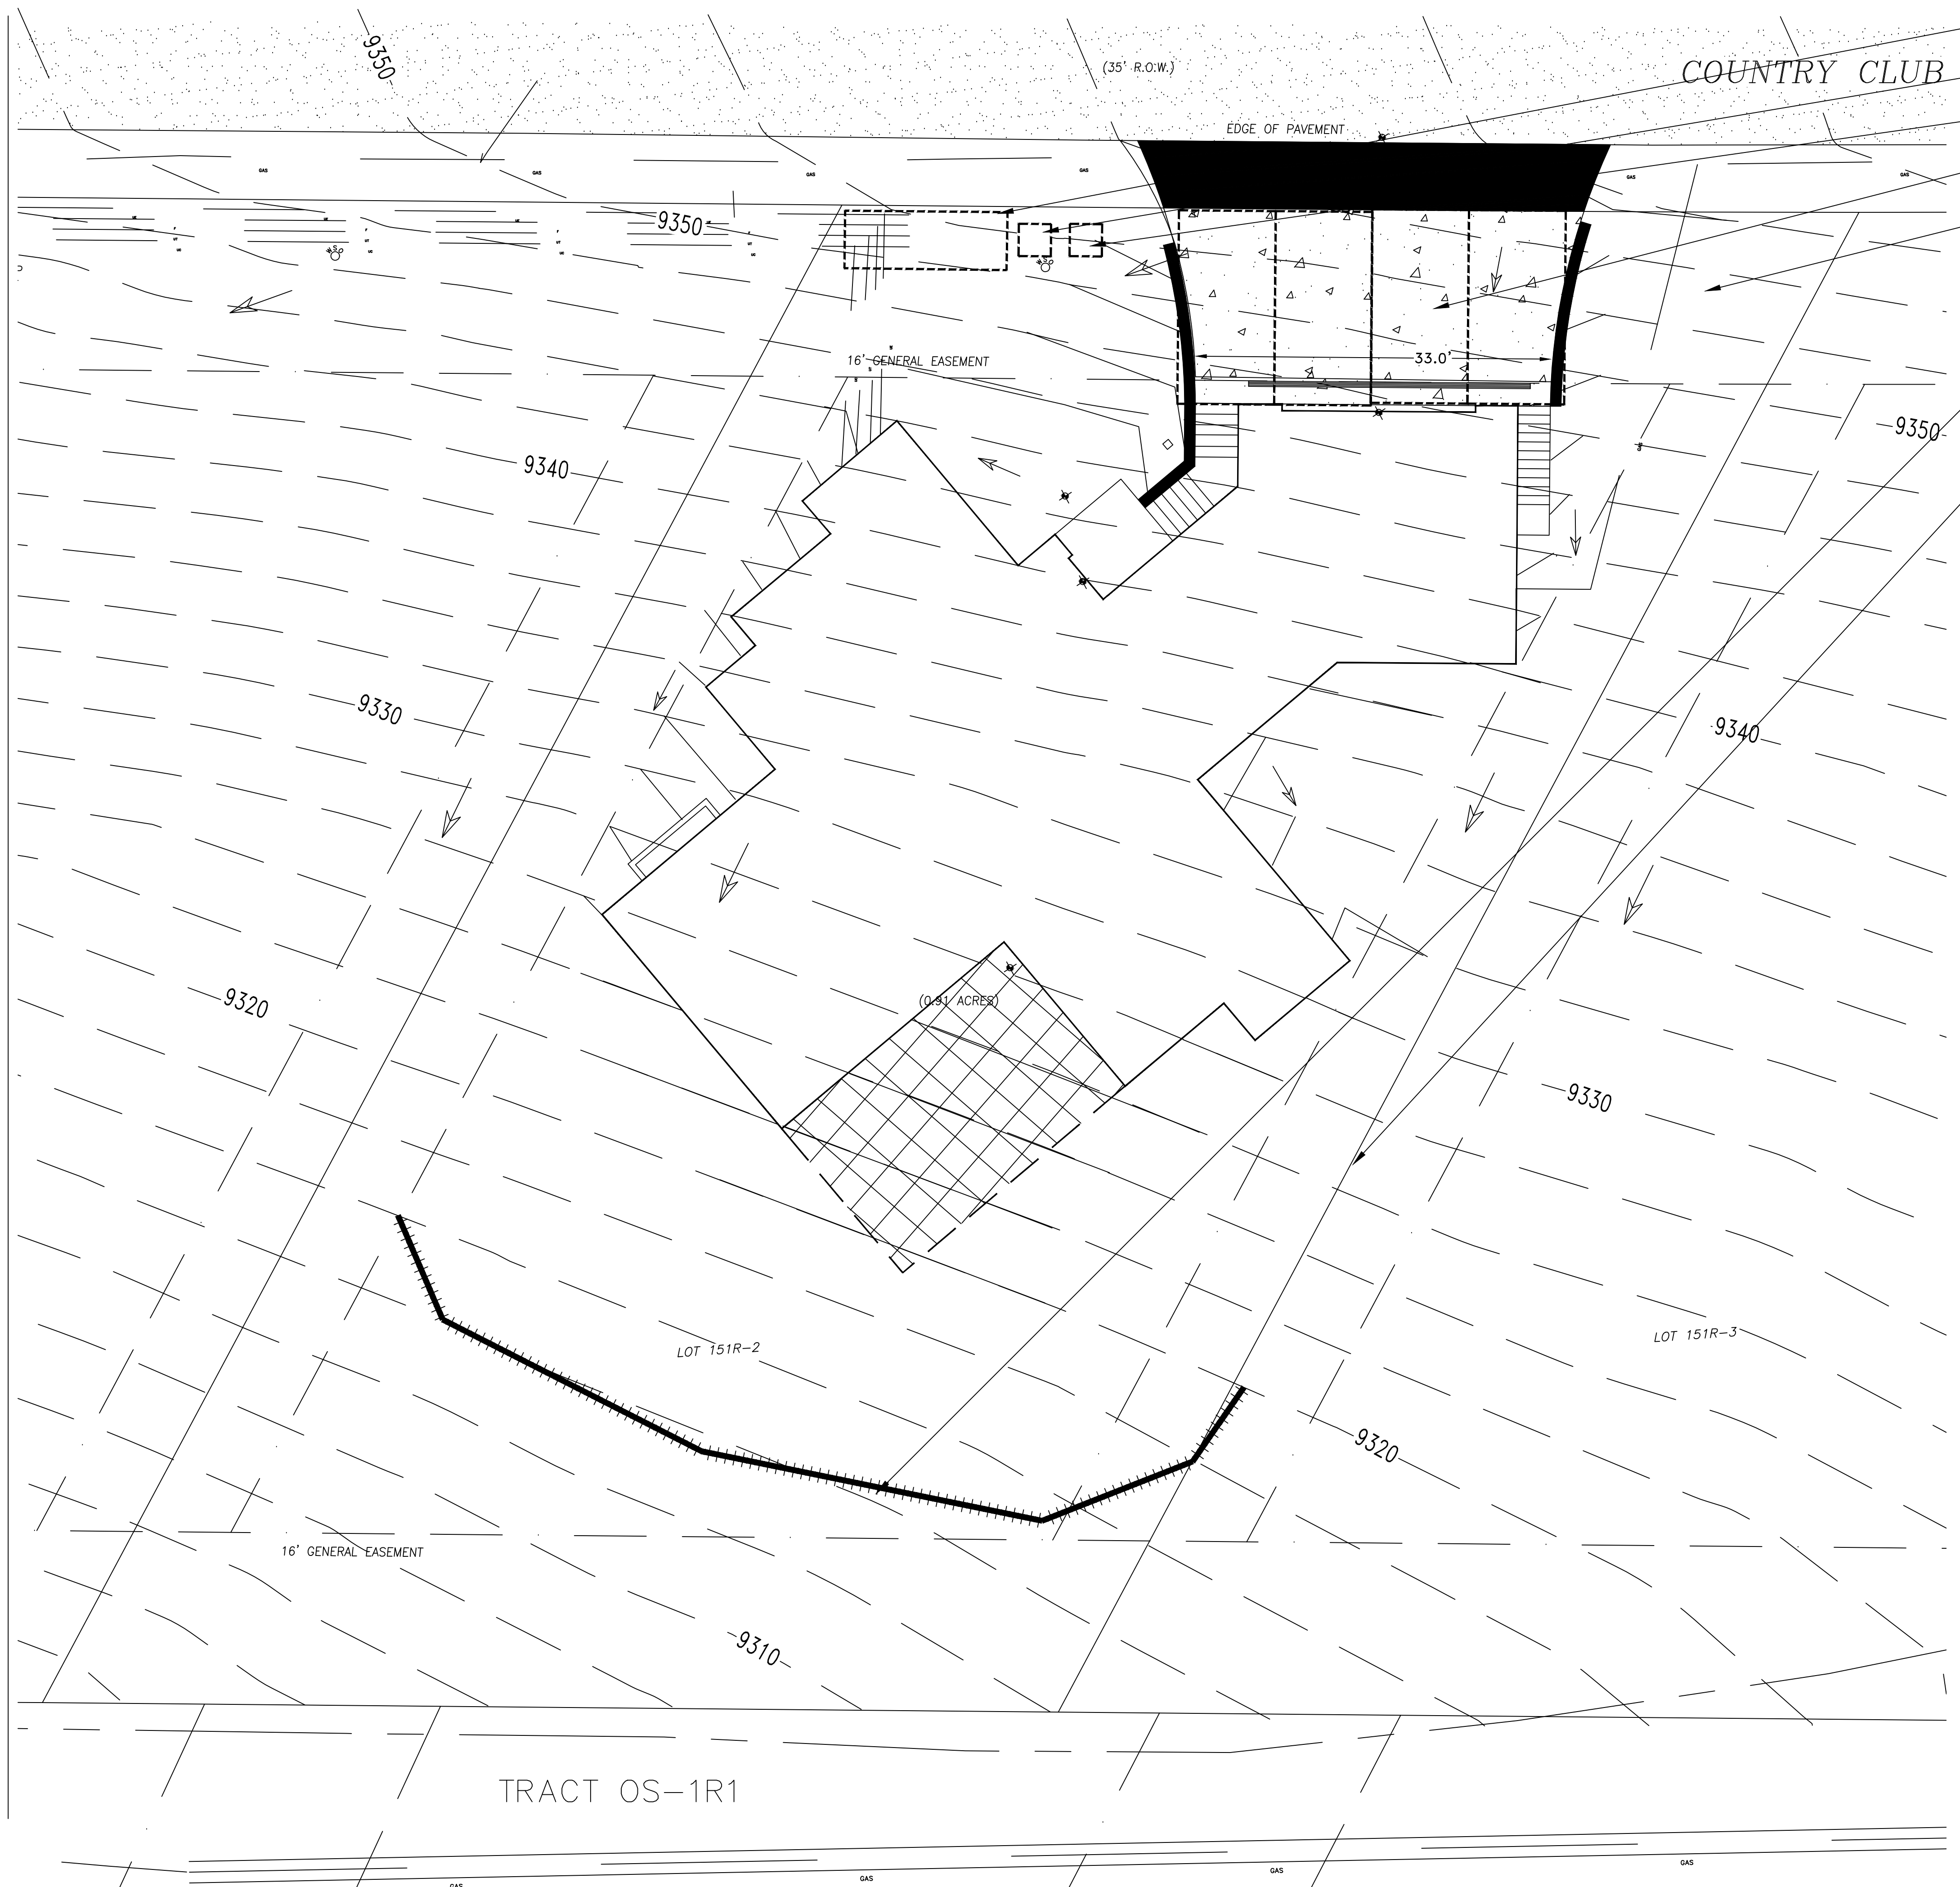 9350
(35' R.O.W.)
COUNTRY CLUB
EDGE OF PAVEMENT
GAS
GAS
GAS
GAS
GAS
GAS
9350
16' GENERAL EASEMENT
33.0'
9350
9340
9330
9340
9320
(0.91 ACRES)
9330
LOT 151R-2
LOT 151R-3
9320
16' GENERAL EASEMENT
9310
TRACT OS-1R1
GAS
GAS
GAS
GAS